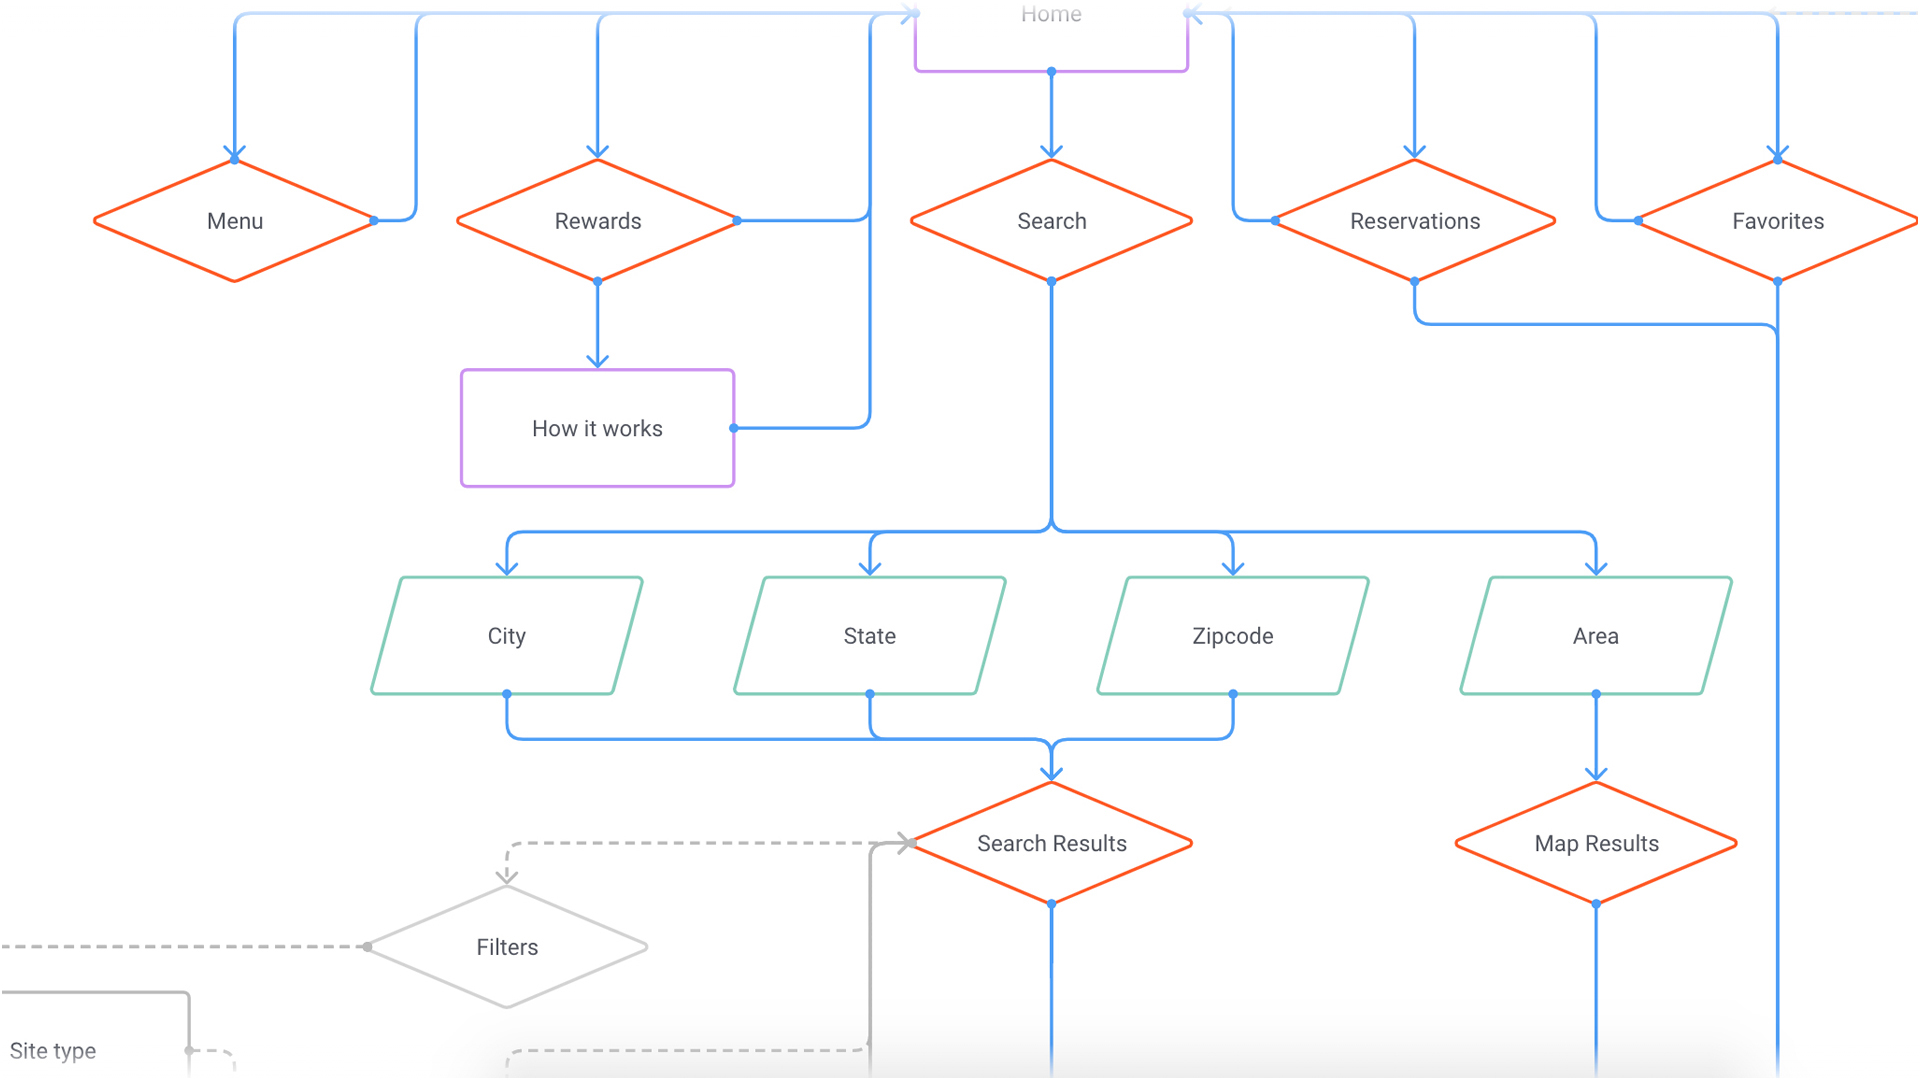 Home
Menu
Rewards
Search
Reservations
Favorites
How it works
City
State
Zipcode
Area
Search Results
Map Results
Filters
Site type